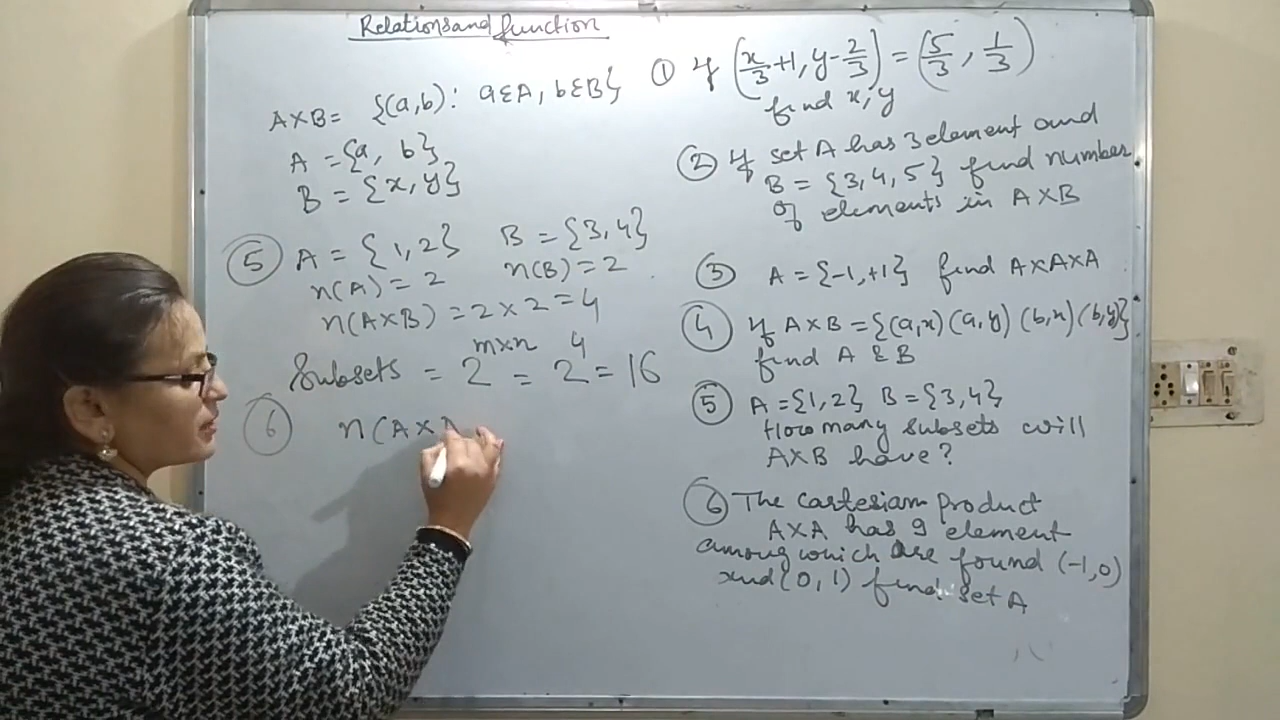 Relations and function
A×B = {(a,b): a∈A, b∈B}
A = {a, b}
B = {x, y}
⑤ A = {1, 2} B = {3, 4}
n(A) = 2 n(B) = 2
n(A×B) = 2 × 2 = 4
Subsets = 2^(m×n) = 2^4 = 16
⑥ n(A×
① If (x/3 + 1, y - 2/3) = (5/3, 1/3)
find x, y
② If set A has 3 element and
B = {3, 4, 5} find number
of elements in A×B
③ A = {-1, +1} find A×A×A
④ If A×B = {(a,x) (a,y) (b,x) (b,y)}
find A & B
⑤ A = {1, 2} B = {3, 4}
How many subsets will
A×B have?
⑥ The cartesian product
A×A has 9 element
among which are found (-1,0)
and (0, 1) find set A